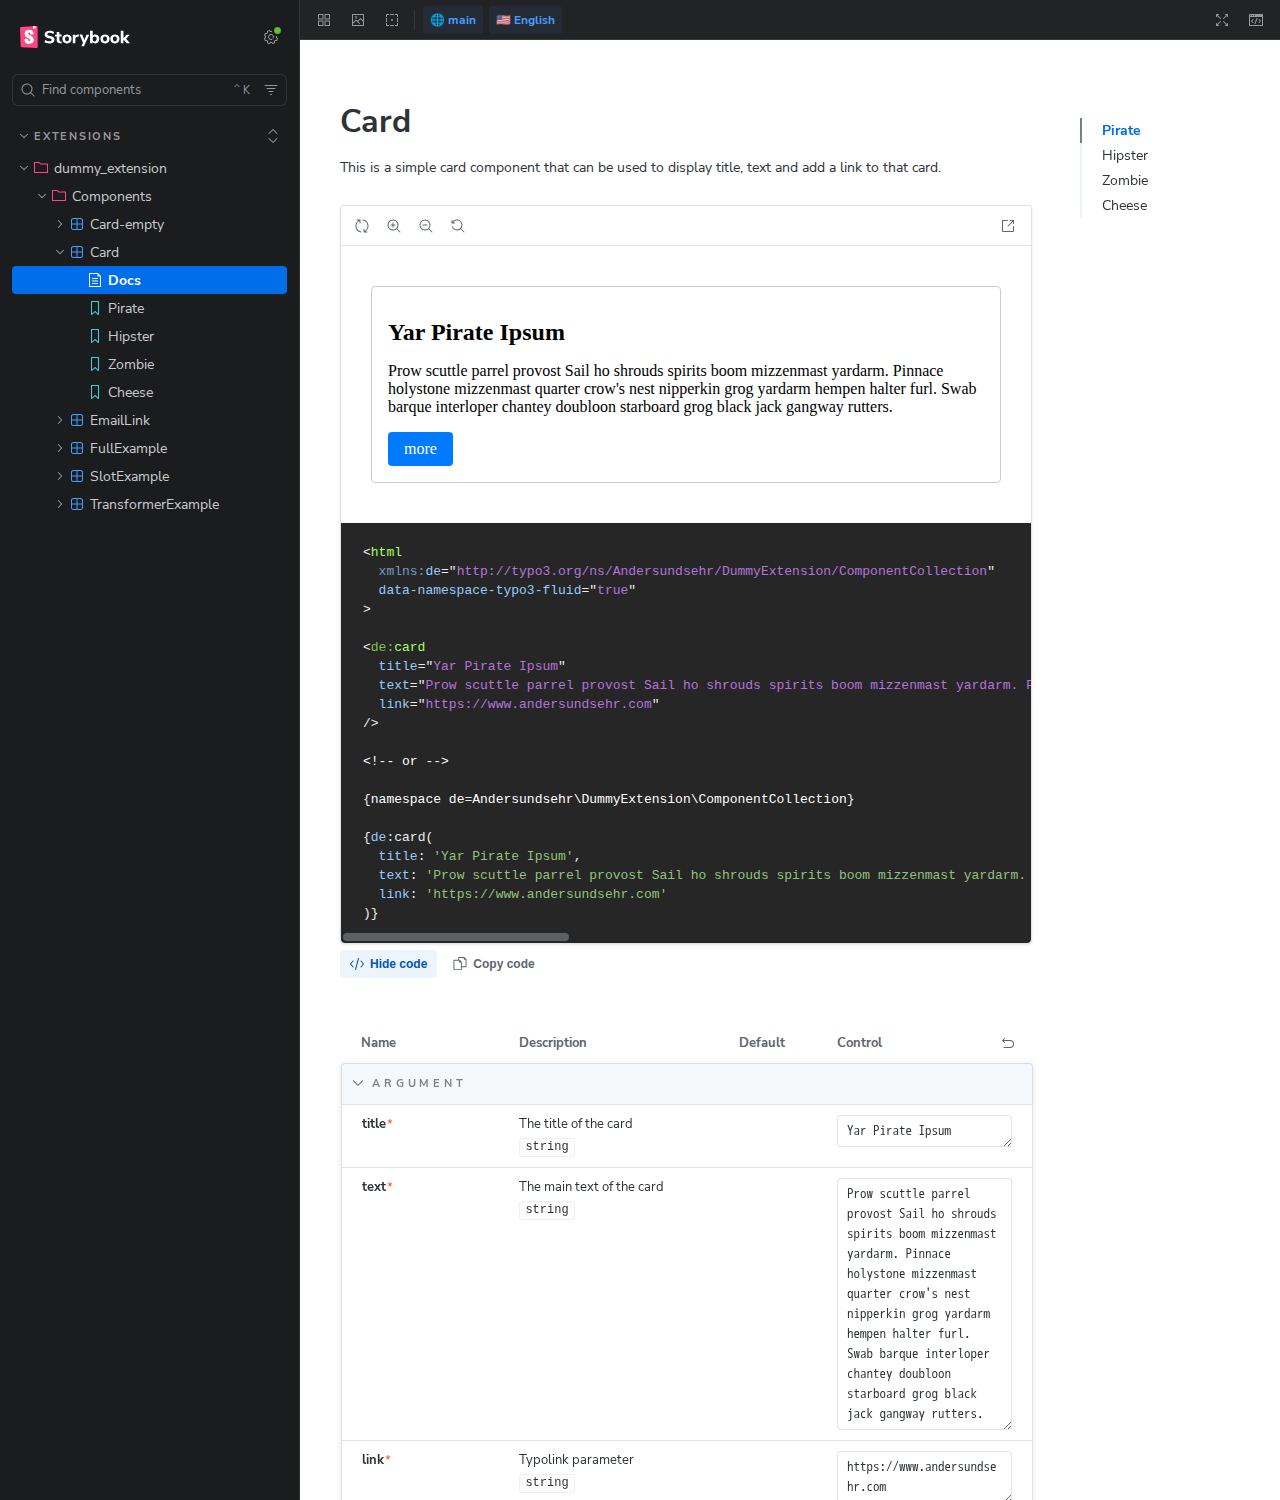 Storybook
Find components
⌃ K
EXTENSIONS
dummy_extension
Components
Card-empty
Card
Docs
Pirate
Hipster
Zombie
Cheese
EmailLink
FullExample
SlotExample
TransformerExample
🌐 main
🇺🇸 English
Card
This is a simple card component that can be used to display title, text and add a link to that card.
Pirate
Hipster
Zombie
Cheese
Yar Pirate Ipsum
Prow scuttle parrel provost Sail ho shrouds spirits boom mizzenmast yardarm. Pinnace
holystone mizzenmast quarter crow's nest nipperkin grog yardarm hempen halter furl. Swab
barque interloper chantey doubloon starboard grog black jack gangway rutters.
more
<html
xmlns:de="http://typo3.org/ns/Andersundsehr/DummyExtension/ComponentCollection"
data-namespace-typo3-fluid="true"
>
<de:card
title="Yar Pirate Ipsum"
text="Prow scuttle parrel provost Sail ho shrouds spirits boom mizzenmast yardarm.
link="https://www.andersundsehr.com"
/>
<!-- or -->
{namespace de=Andersundsehr\DummyExtension\ComponentCollection}
{de:card(
title: 'Yar Pirate Ipsum',
text: 'Prow scuttle parrel provost Sail ho shrouds spirits boom mizzenmast yardarm.
link: 'https://www.andersundsehr.com'
)}
Hide code
Copy code
Name Description Default Control
ARGUMENT
title* The title of the card
string
Yar Pirate Ipsum
text* The main text of the card
string
Prow scuttle parrel
provost Sail ho shrouds
spirits boom mizzenmast
yardarm. Pinnace
holystone mizzenmast
quarter crow's nest
nipperkin grog yardarm
hempen halter furl.
Swab barque interloper
chantey doubloon
starboard grog black
jack gangway rutters.
link* Typolink parameter
string
https://www.andersundse
hr.com